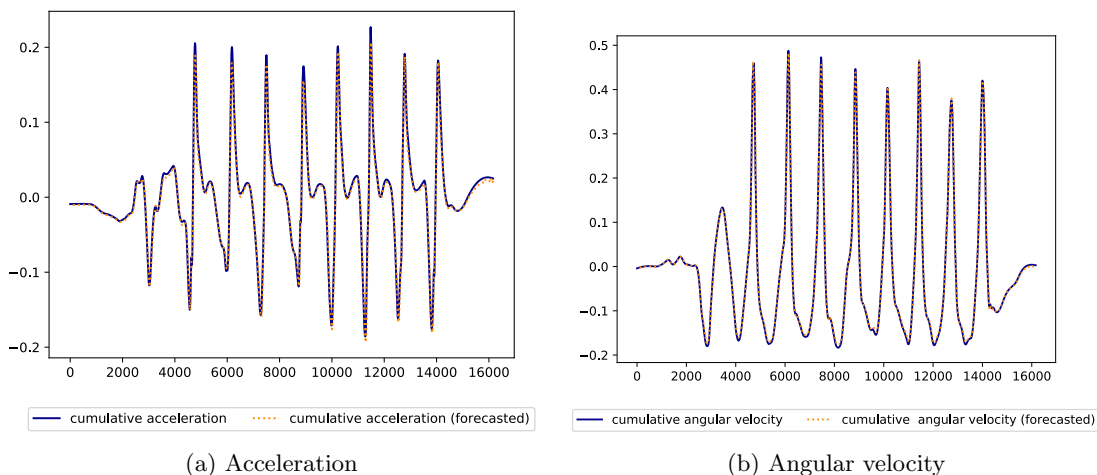 0.2
0.1
0.0
−0.1
−0.2
0 2000 4000 6000 8000 10000 12000 14000 16000
cumulative acceleration cumulative acceleration (forecasted)
(a) Acceleration
0.5
0.4
0.3
0.2
0.1
0.0
−0.1
−0.2
0 2000 4000 6000 8000 10000 12000 14000 16000
cumulative angular velocity cumulative angular velocity (forecasted)
(b) Angular velocity